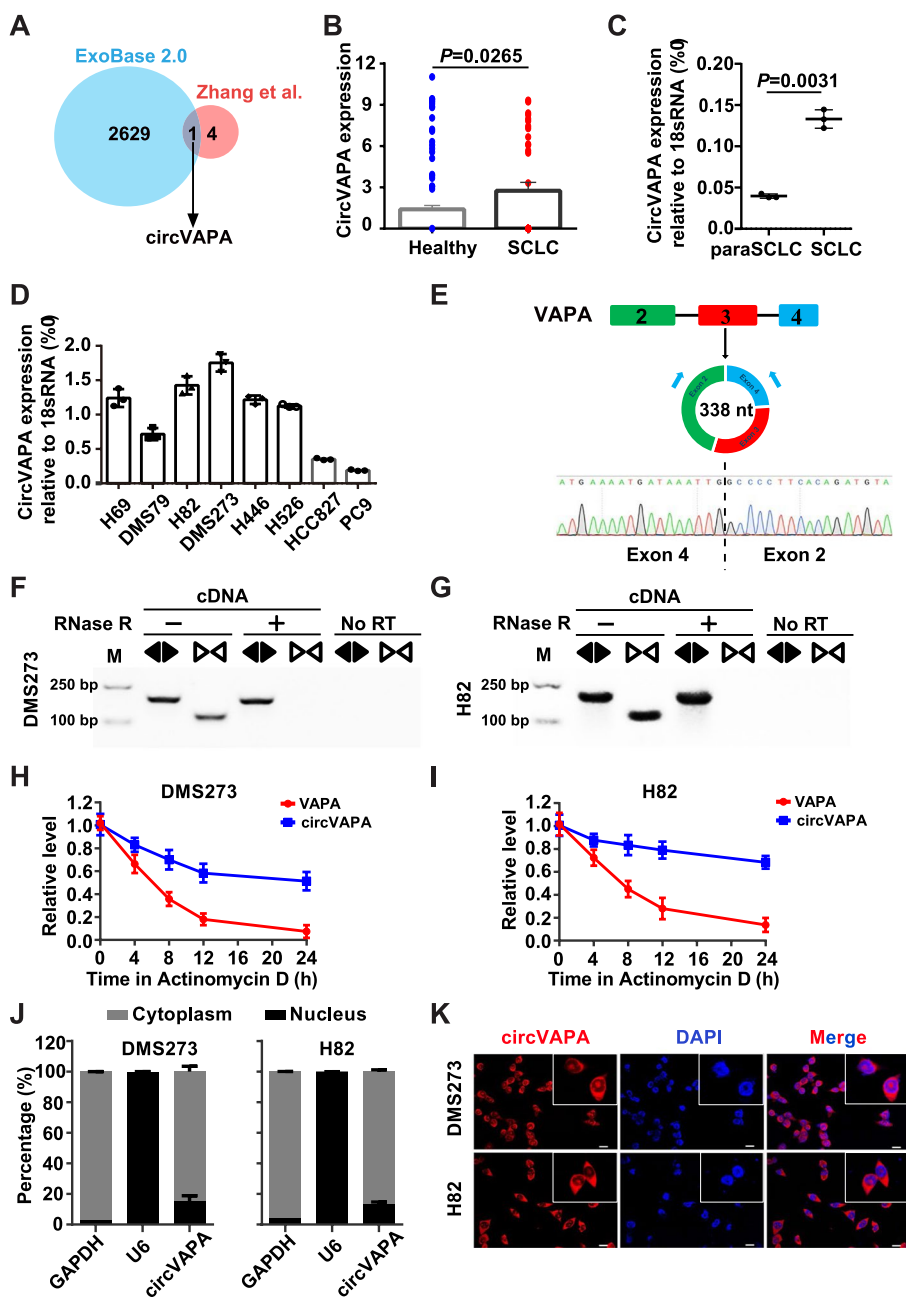 A
ExoBase 2.0
Zhang et al.
2629
1
4
circVAPA
B
CircVAPA expression
12
9
6
3
0
P=0.0265
Healthy
SCLC
C
CircVAPA expression
relative to 18sRNA (%0)
0.15
0.10
0.05
0.00
P=0.0031
paraSCLC
SCLC
D
CircVAPA expression
relative to 18sRNA (%0)
2.0
1.5
1.0
0.5
0.0
H69
DMS79
H82
DMS273
H446
H526
HCC827
PC9
E
VAPA
2
3
4
Exon 2
Exon 4
Exon 3
338 nt
ATGAAAATGATAAATTGGCCCCTTCACAGATGTA
Exon 4
Exon 2
F
cDNA
RNase R
−
+
No RT
M
DMS273
250 bp
100 bp
G
cDNA
RNase R
−
+
No RT
M
H82
250 bp
100 bp
H
DMS273
Relative level
1.2
1.0
0.8
0.6
0.4
0.2
0.0
VAPA
circVAPA
0 4 8 12 16 20 24
Time in Actinomycin D (h)
I
H82
Relative level
1.2
1.0
0.8
0.6
0.4
0.2
0.0
VAPA
circVAPA
0 4 8 12 16 20 24
Time in Actinomycin D (h)
J
Cytoplasm
Nucleus
DMS273
H82
Percentage (%)
120
100
80
60
40
20
0
GAPDH
U6
circVAPA
GAPDH
U6
circVAPA
K
circVAPA
DAPI
Merge
DMS273
H82